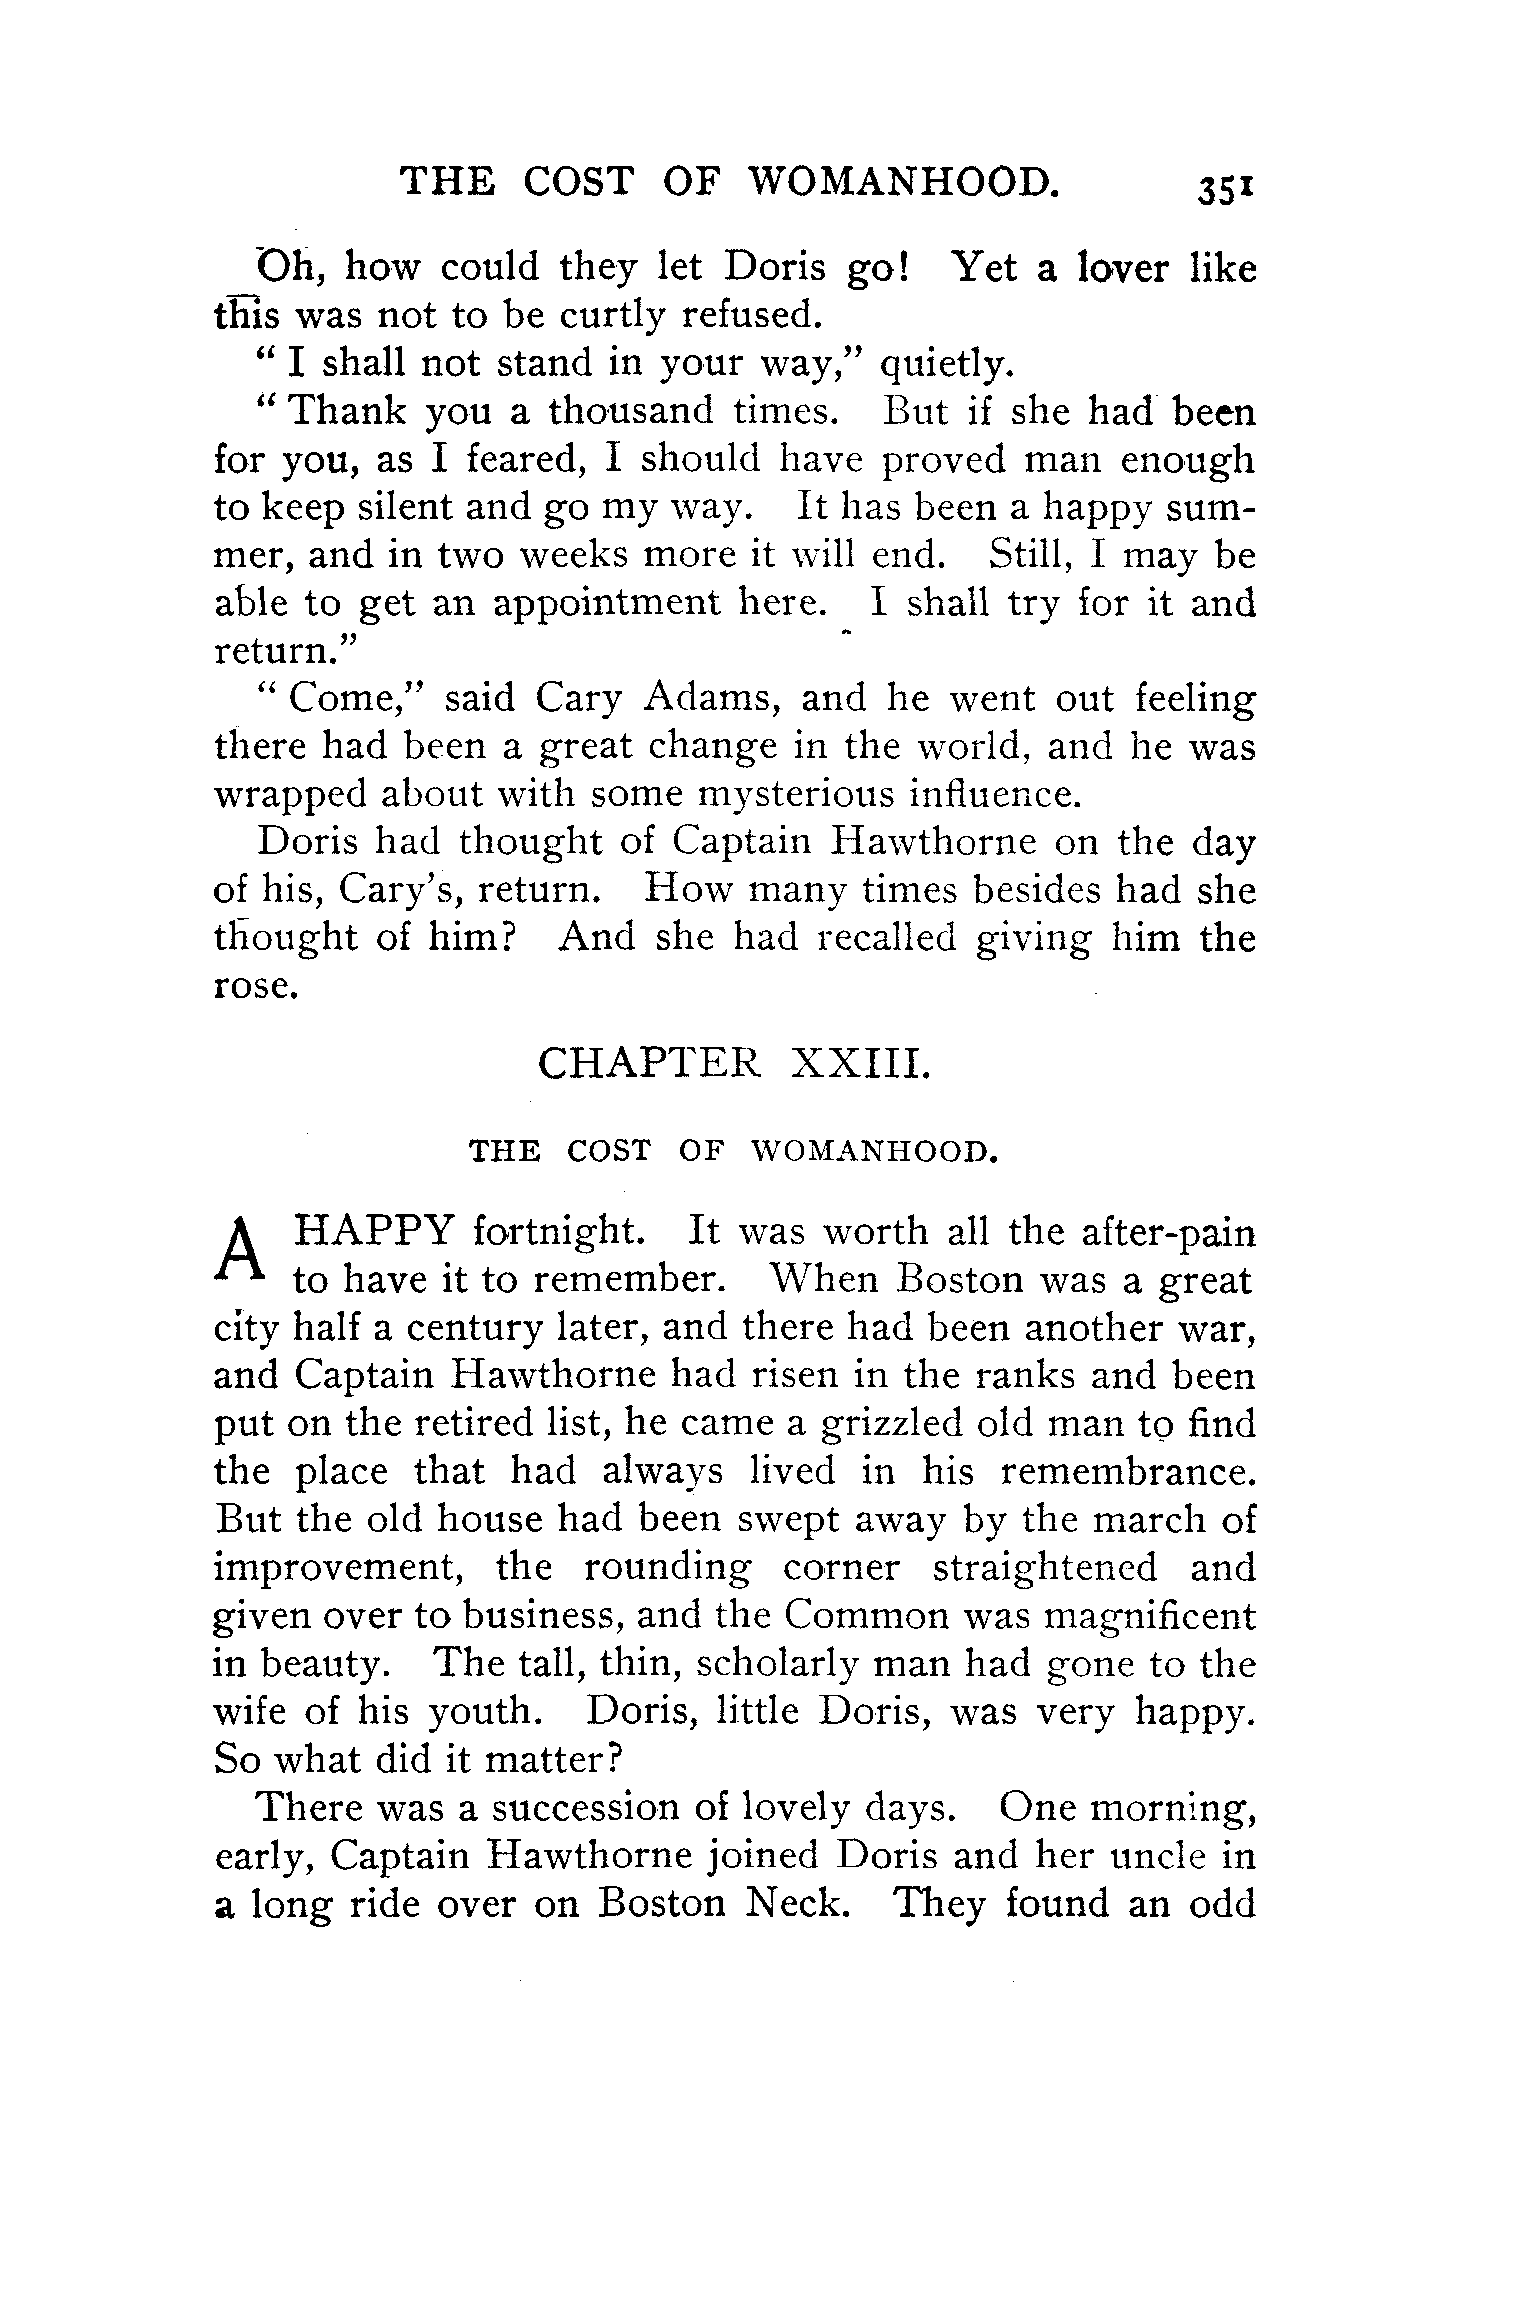 THE COST OF WOMANHOOD. 351
Oh, how could they let Doris go! Yet a lover like
this was not to be curtly refused.
“ I shall not stand in your way,” quietly.
“ Thank you a thousand times. But if she had been
for you, as I feared, I should have proved man enough
to keep silent and go my way. It has been a happy sum-
mer, and in two weeks more it will end. Still, I may be
able to get an appointment here. I shall try for it and
return.”
“ Come,” said Cary Adams, and he went out feeling
there had been a great change in the world, and he was
wrapped about with some mysterious influence.
Doris had thought of Captain Hawthorne on the day
of his, Cary’s, return. How many times besides had she
thought of him? And she had recalled giving him the
rose.
CHAPTER XXIII.
THE COST OF WOMANHOOD.
A HAPPY fortnight. It was worth all the after-pain
to have it to remember. When Boston was a great
city half a century later, and there had been another war,
and Captain Hawthorne had risen in the ranks and been
put on the retired list, he came a grizzled old man to find
the place that had always lived in his remembrance.
But the old house had been swept away by the march of
improvement, the rounding corner straightened and
given over to business, and the Common was magnificent
in beauty. The tall, thin, scholarly man had gone to the
wife of his youth. Doris, little Doris, was very happy.
So what did it matter?
There was a succession of lovely days. One morning,
early, Captain Hawthorne joined Doris and her uncle in
a long ride over on Boston Neck. They found an odd